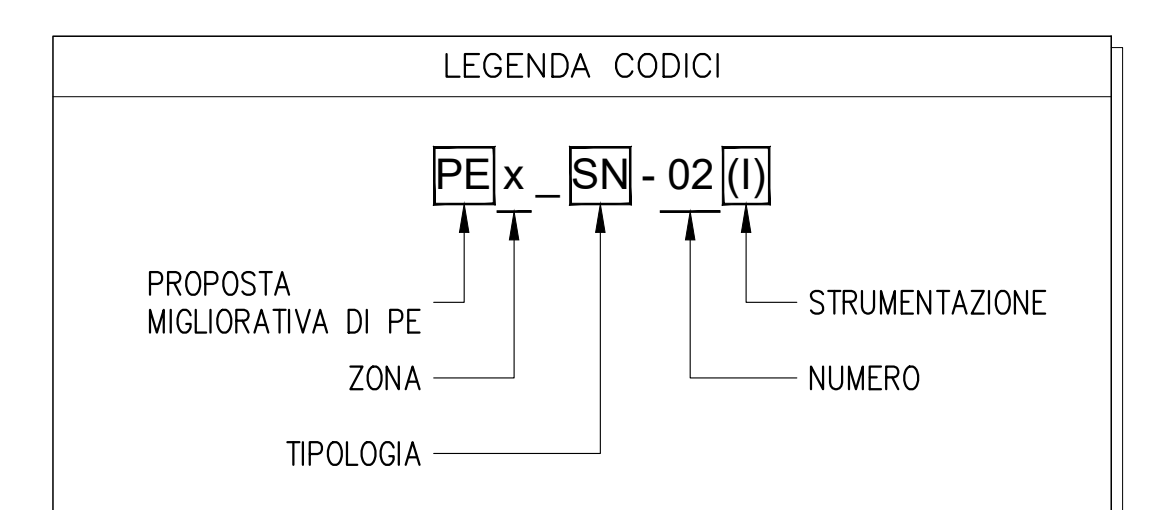 LEGENDA CODICI
PE x _ SN - 02 (I)
PROPOSTA
MIGLIORATIVA DI PE
STRUMENTAZIONE
ZONA
NUMERO
TIPOLOGIA